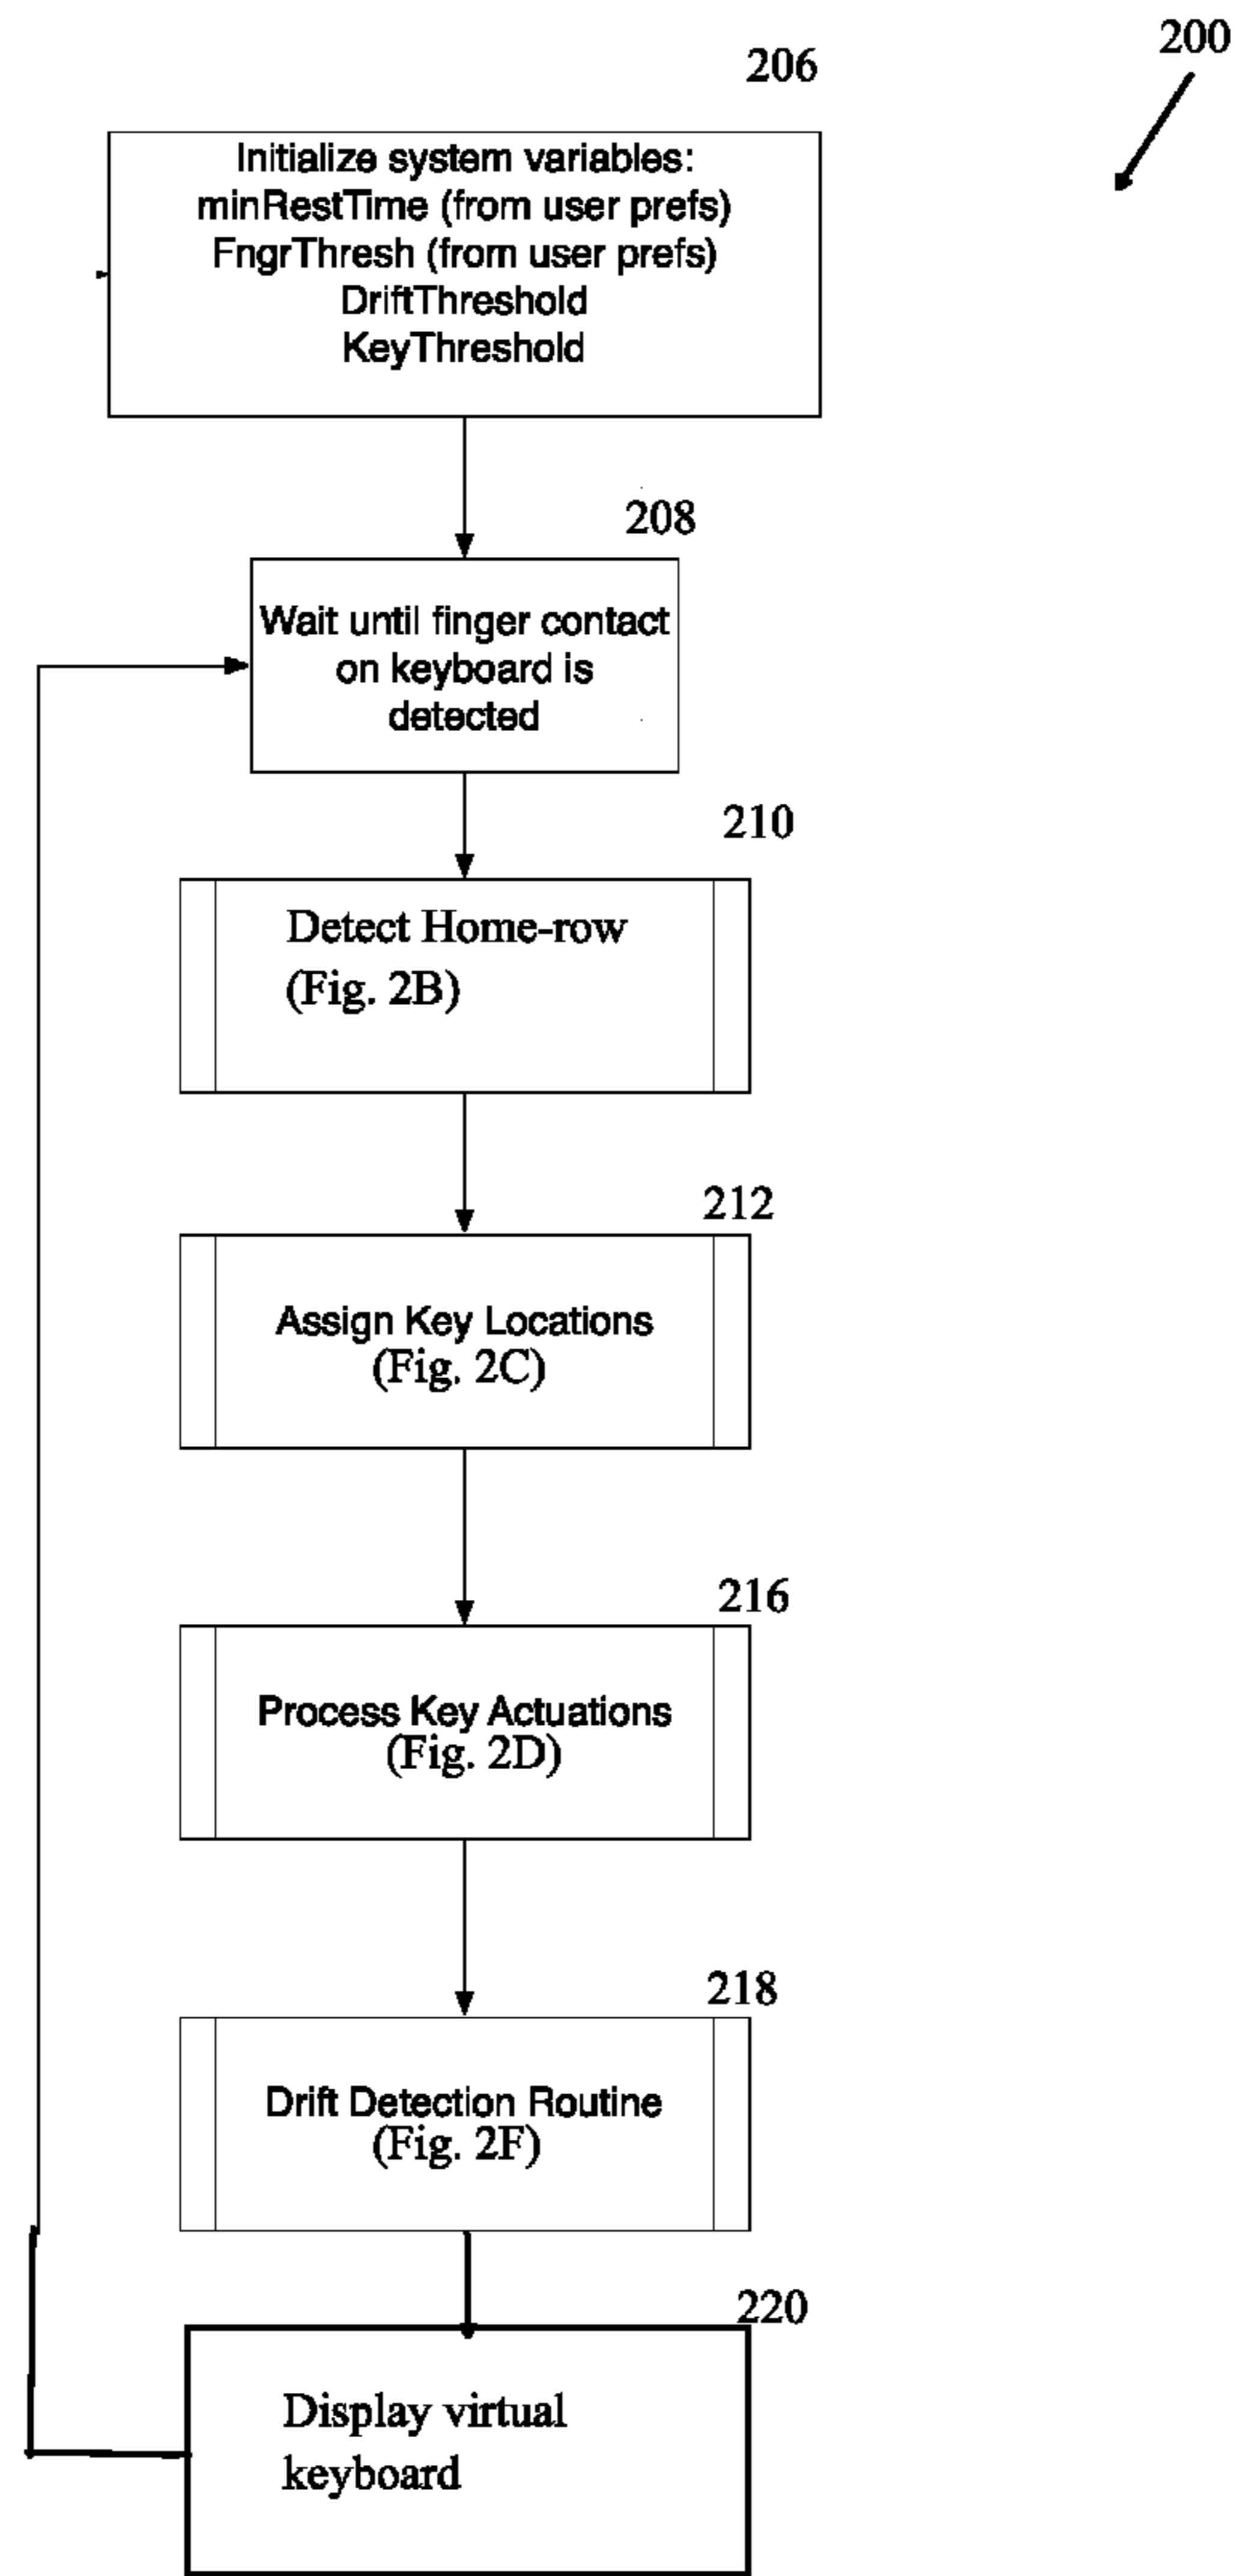 200
206
Initialize system variables:
minRestTime (from user prefs)
FngrThresh (from user prefs)
DriftThreshold
KeyThreshold
208
Wait until finger contact
on keyboard is
detected
210
Detect Home-row
(Fig. 2B)
212
Assign Key Locations
(Fig. 2C)
216
Process Key Actuations
(Fig. 2D)
218
Drift Detection Routine
(Fig. 2F)
220
Display virtual
keyboard